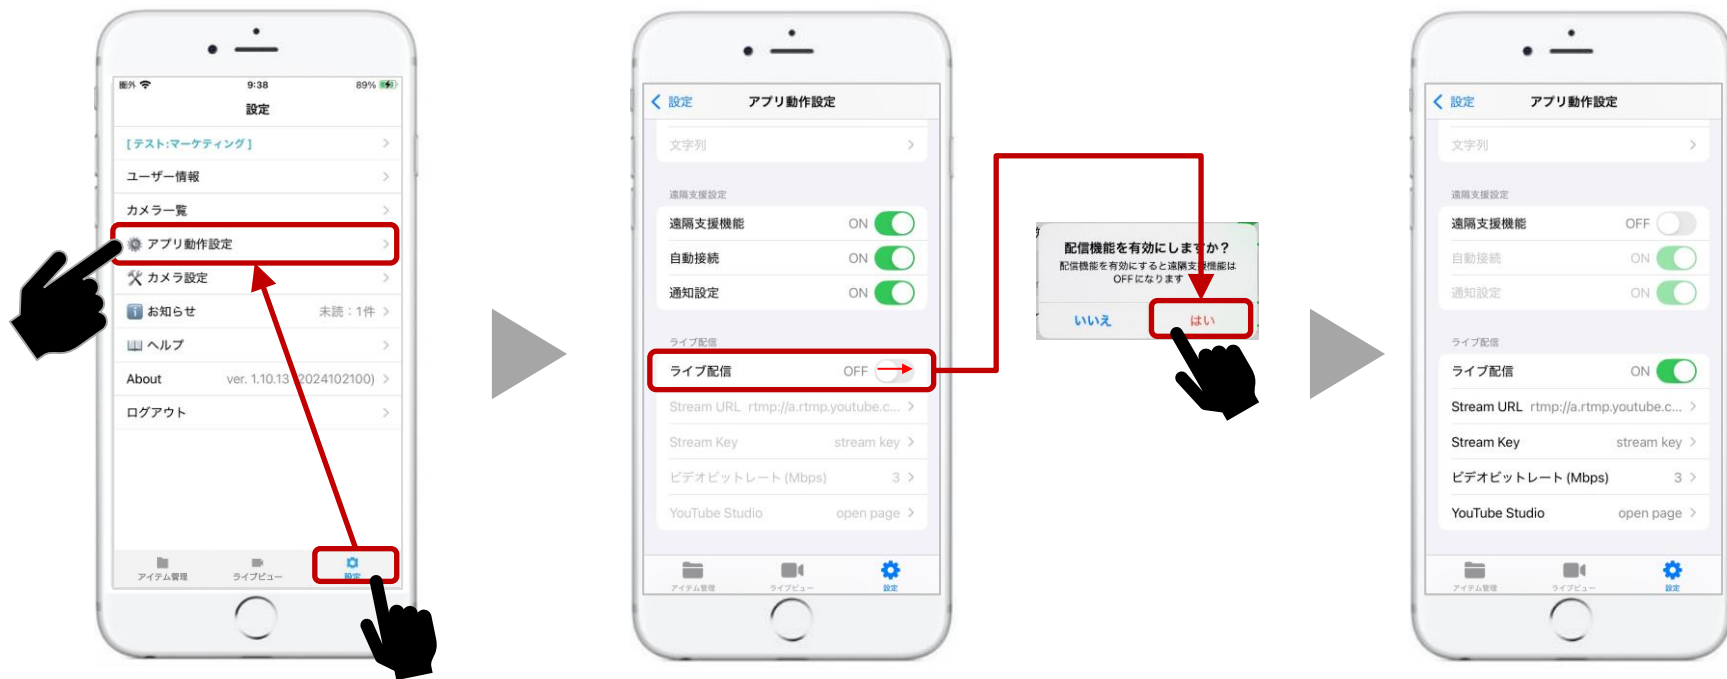 圏外 9:38 89%
設定
[テスト:マーケティング]
ユーザー情報
カメラ一覧
アプリ動作設定
カメラ設定
お知らせ 未読：1件
ヘルプ
About ver. 1.10.13 (2024102100)
ログアウト
アイテム管理 ライブビュー 設定
設定 アプリ動作設定
文字列
遠隔支援設定
遠隔支援機能 ON
自動接続 ON
通知設定 ON
ライブ配信
ライブ配信 OFF
Stream URL rtmp://a.rtmp.youtube.c...
Stream Key stream key
ビデオビットレート (Mbps) 3
YouTube Studio open page
アイテム管理 ライブビュー 設定
配信機能を有効にしますか？
配信機能を有効にすると遠隔支援機能は
OFFになります
いいえ はい
設定 アプリ動作設定
文字列
遠隔支援設定
遠隔支援機能 OFF
自動接続 ON
通知設定 ON
ライブ配信
ライブ配信 ON
Stream URL rtmp://a.rtmp.youtube.c...
Stream Key stream key
ビデオビットレート (Mbps) 3
YouTube Studio open page
アイテム管理 ライブビュー 設定